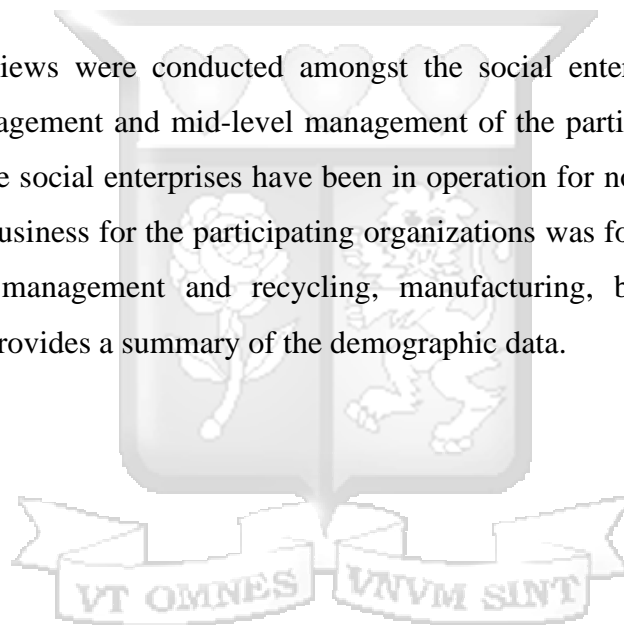 views were conducted amongst the social enter
agement and mid-level management of the parti
e social enterprises have been in operation for no
usiness for the participating organizations was fo
management and recycling, manufacturing, b
rovides a summary of the demographic data.
VT OMNES VNVM SINT